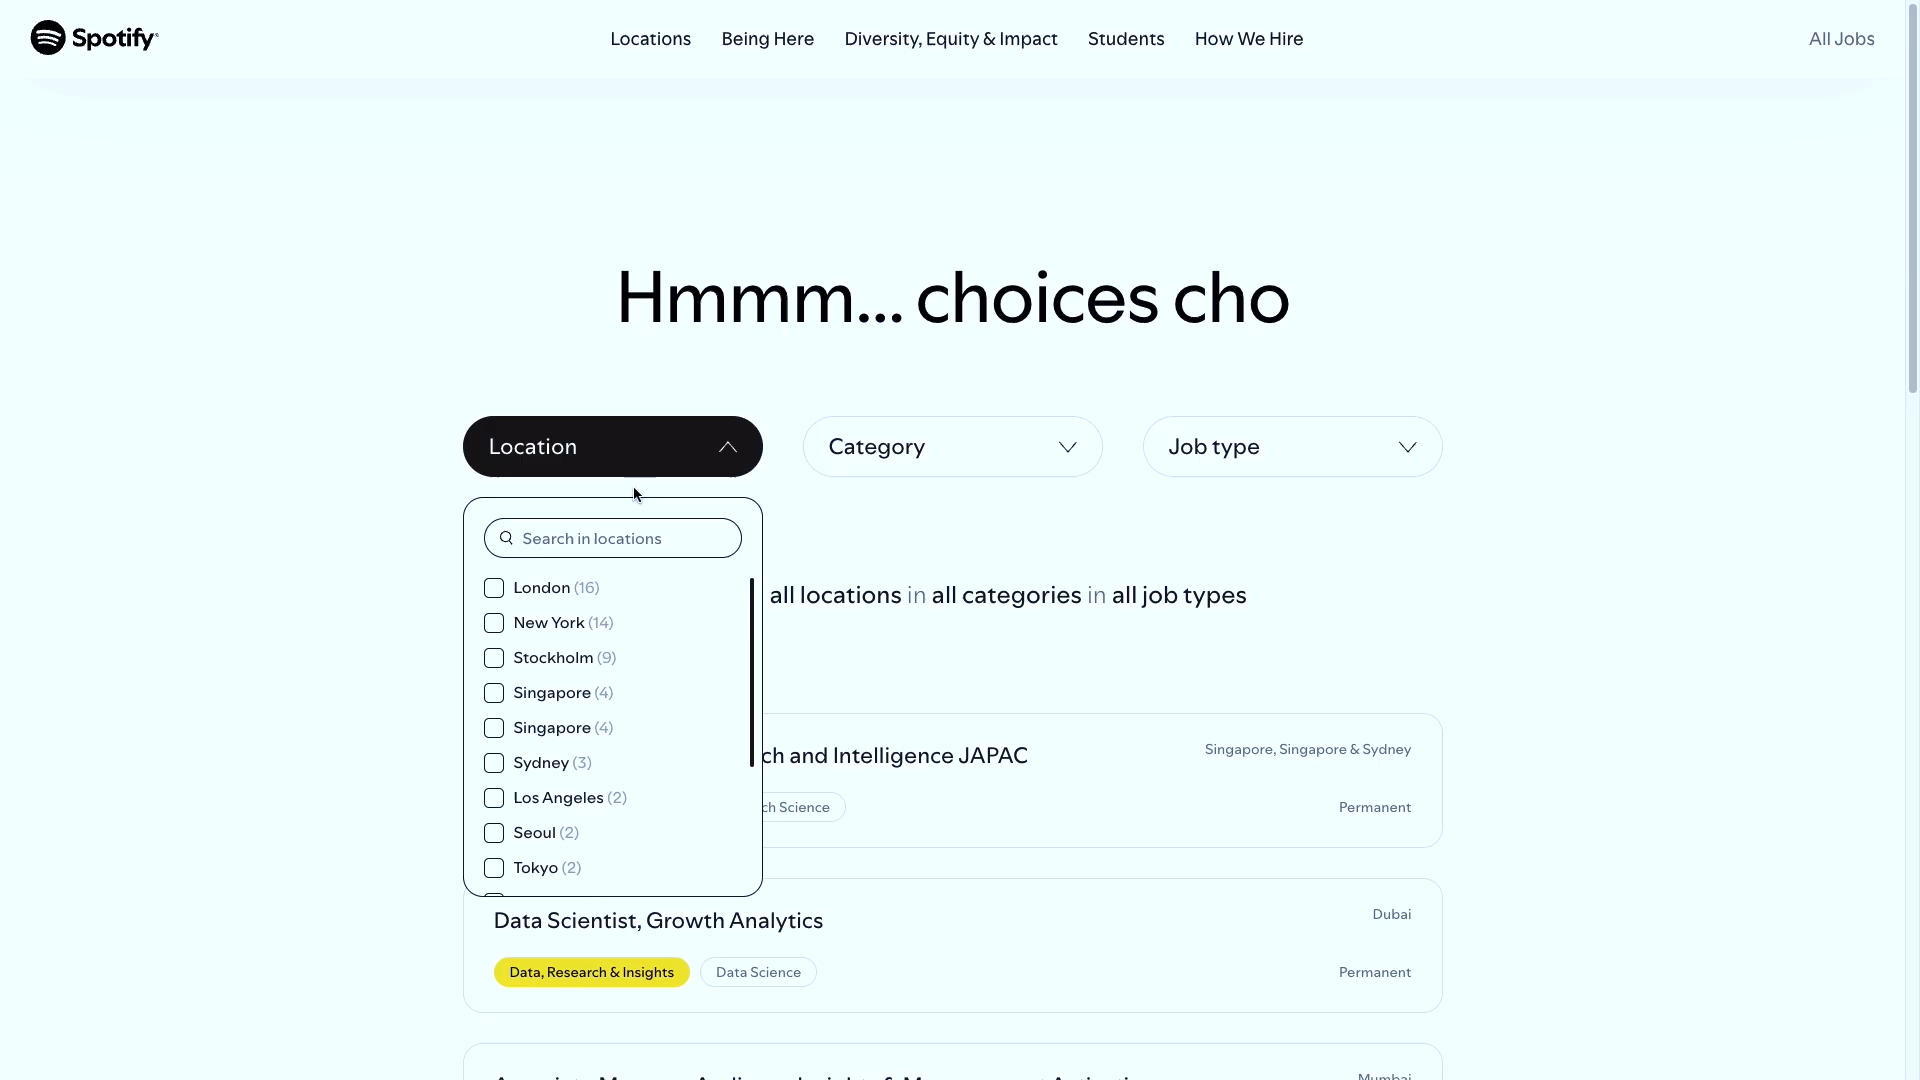 Spotify
Locations
Being Here
Diversity, Equity & Impact
Students
How We Hire
All Jobs
Hmmm... choices cho
Location
Category
Job type
Search in locations
London (16)
New York (14)
Stockholm (9)
Singapore (4)
Singapore (4)
Sydney (3)
Los Angeles (2)
Seoul (2)
Tokyo (2)
all locations in all categories in all job types
ch and Intelligence JAPAC
Singapore, Singapore & Sydney
ch Science
Permanent
Data Scientist, Growth Analytics
Dubai
Data, Research & Insights
Data Science
Permanent
Mumbai